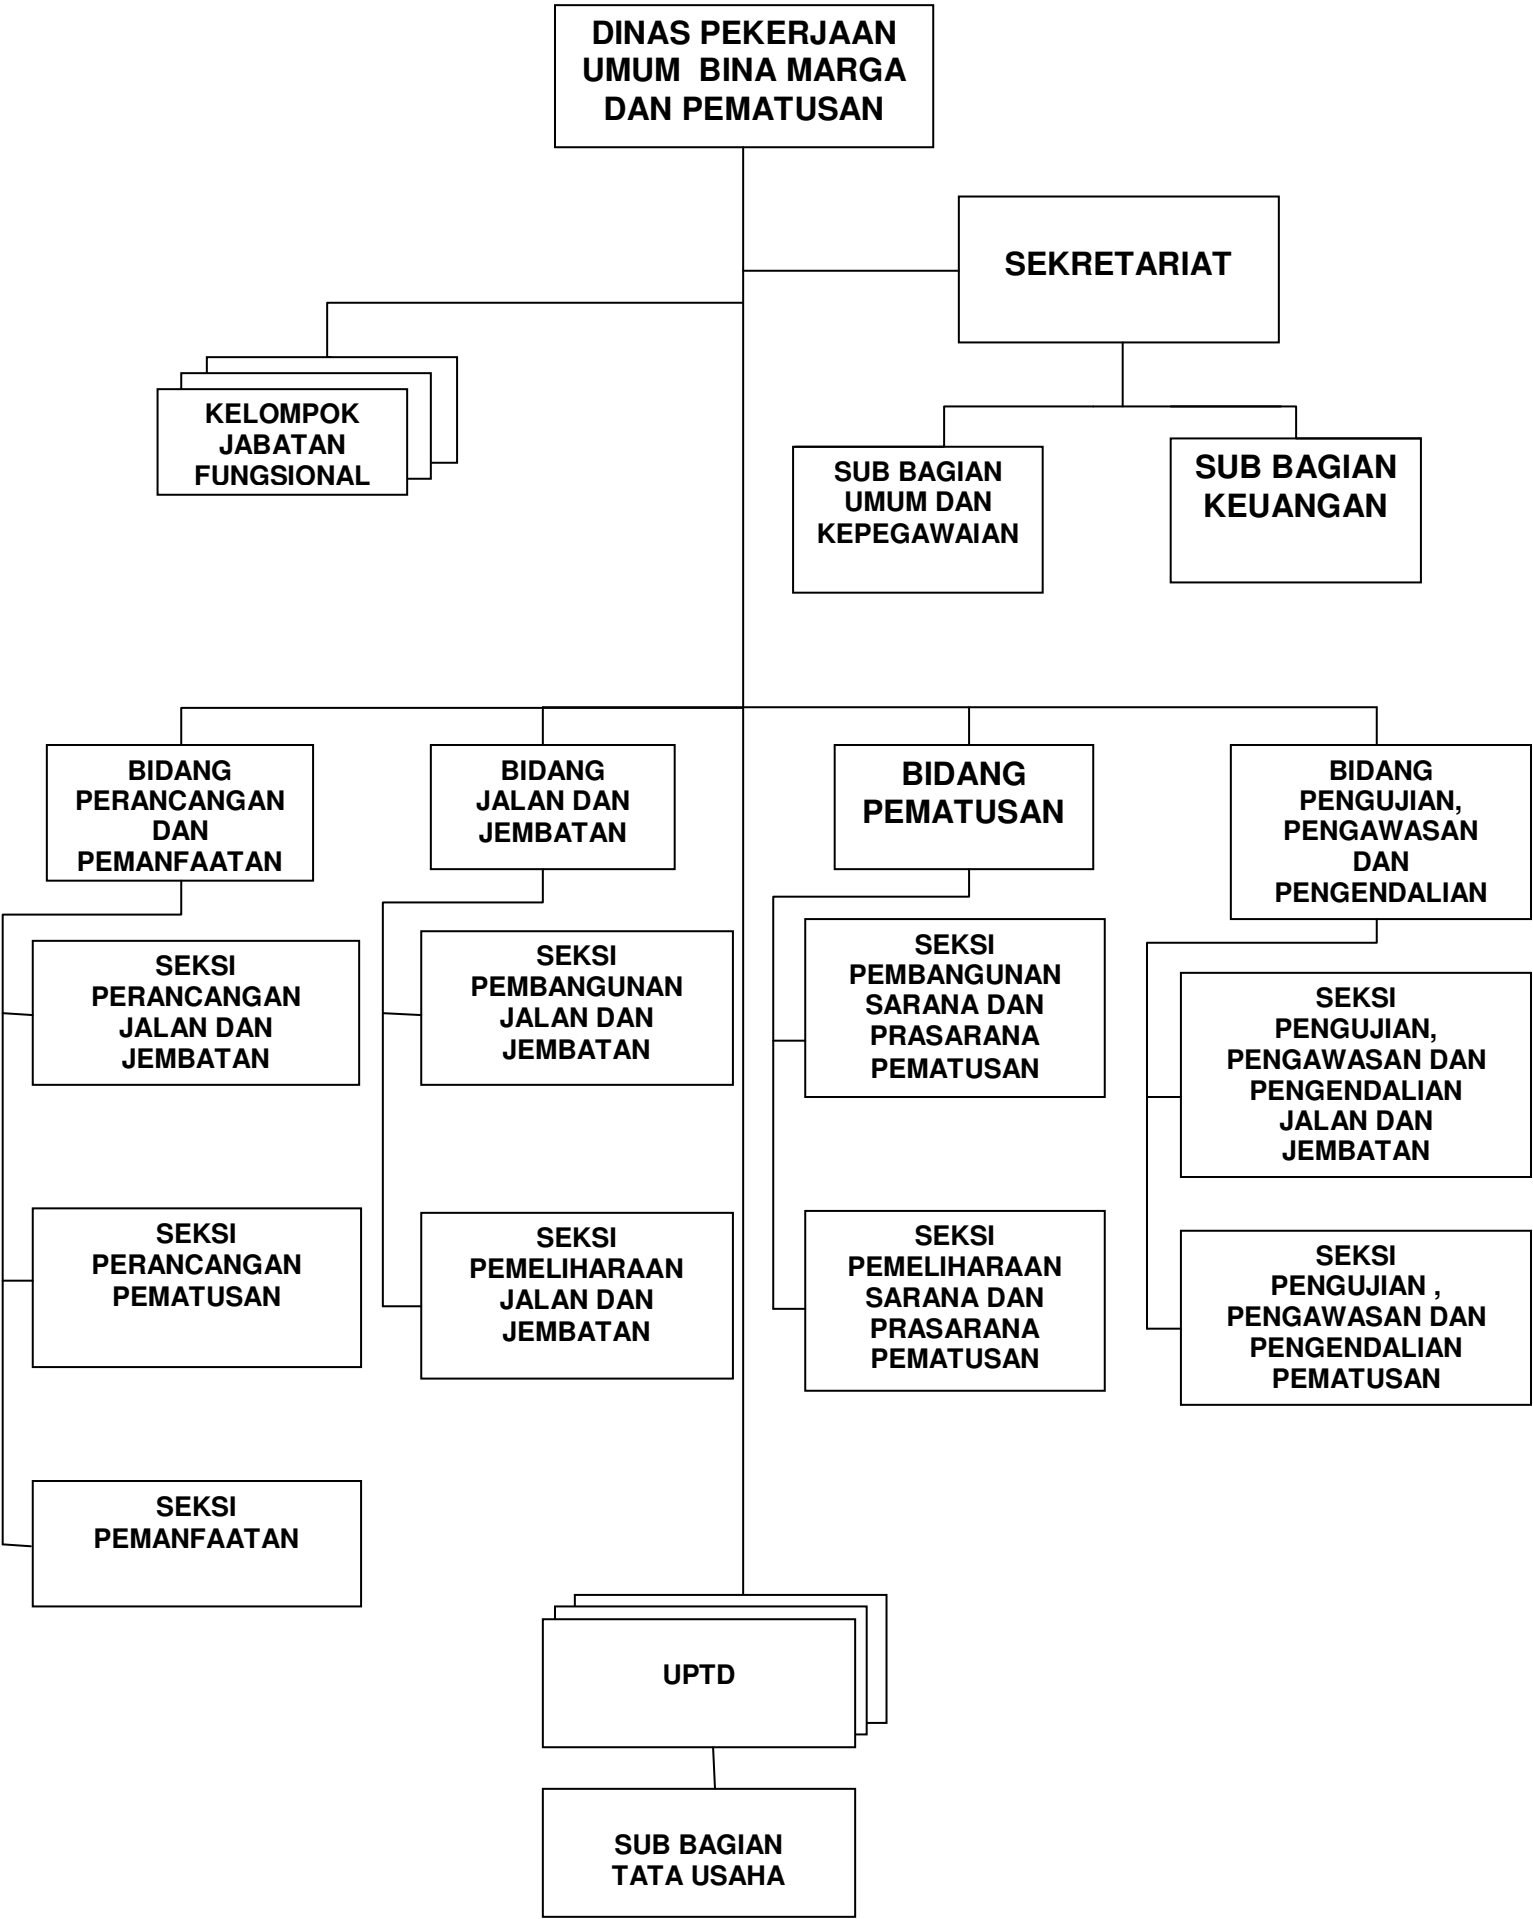 DINAS PEKERJAAN
UMUM  BINA MARGA
DAN PEMATUSAN
SEKRETARIAT
KELOMPOK
JABATAN
FUNGSIONAL
SUB BAGIAN
UMUM DAN
KEPEGAWAIAN
SUB BAGIAN
KEUANGAN
BIDANG
PERANCANGAN
DAN
PEMANFAATAN
BIDANG
JALAN DAN
JEMBATAN
BIDANG
PEMATUSAN
BIDANG
PENGUJIAN,
PENGAWASAN
DAN
PENGENDALIAN
SEKSI
PERANCANGAN
JALAN DAN
JEMBATAN
SEKSI
PEMBANGUNAN
JALAN DAN
JEMBATAN
SEKSI
PEMBANGUNAN
SARANA DAN
PRASARANA
PEMATUSAN
SEKSI
PENGUJIAN,
PENGAWASAN DAN
PENGENDALIAN
JALAN DAN
JEMBATAN
SEKSI
PERANCANGAN
PEMATUSAN
SEKSI
PEMELIHARAAN
JALAN DAN
JEMBATAN
SEKSI
PEMELIHARAAN
SARANA DAN
PRASARANA
PEMATUSAN
SEKSI
PENGUJIAN ,
PENGAWASAN DAN
PENGENDALIAN
PEMATUSAN
SEKSI
PEMANFAATAN
UPTD
SUB BAGIAN
TATA USAHA